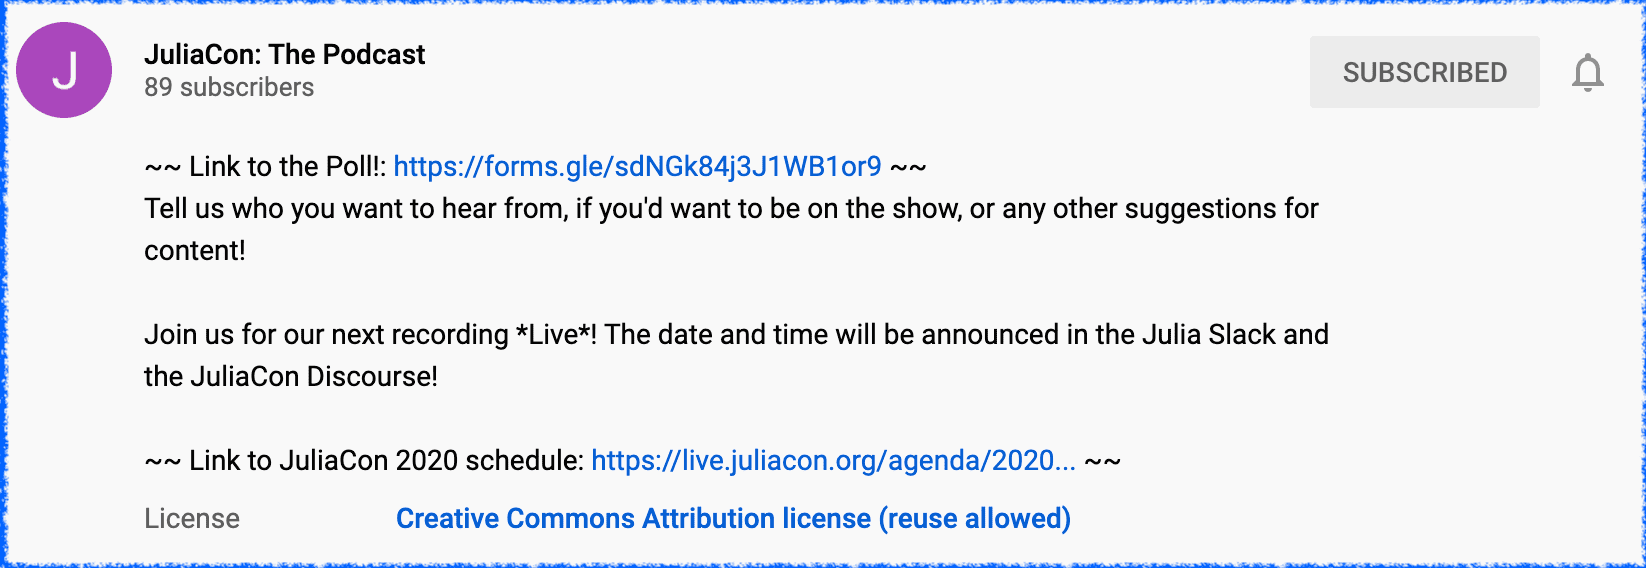 J
JuliaCon: The Podcast
89 subscribers
SUBSCRIBED
~~ Link to the Poll!: https://forms.gle/sdNGk84j3J1WB1or9 ~~
Tell us who you want to hear from, if you'd want to be on the show, or any other suggestions for
content!
Join us for our next recording *Live*! The date and time will be announced in the Julia Slack and
the JuliaCon Discourse!
~~ Link to JuliaCon 2020 schedule: https://live.juliacon.org/agenda/2020... ~~
License
Creative Commons Attribution license (reuse allowed)